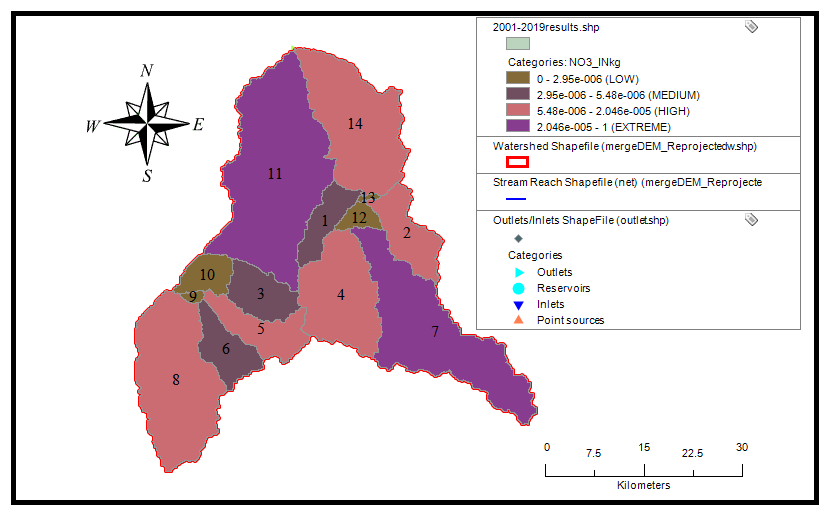 2001-2019results.shp
Categories: NO3_INkg
0 - 2.95e-006 (LOW)
2.95e-006 - 5.48e-006 (MEDIUM)
5.48e-006 - 2.046e-005 (HIGH)
2.046e-005 - 1 (EXTREME)
Watershed Shapefile (mergeDEM_Reprojectedw.shp)
Stream Reach Shapefile (net) (mergeDEM_Reprojecte
Outlets/Inlets ShapeFile (outlet.shp)
Categories
Outlets
Reservoirs
Inlets
Point sources
N
W E
S
14
11
13
12
1
2
10
3
9
4
5
7
6
8
0 7.5 15 22.5 30
Kilometers